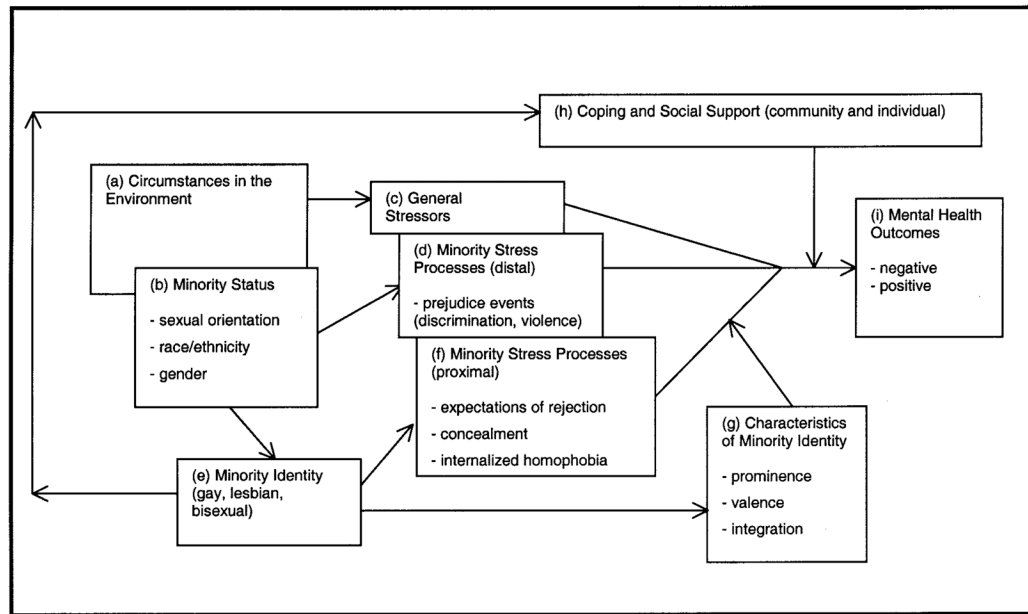 (h) Coping and Social Support (community and individual)
(a) Circumstances in the
Environment
(c) General
Stressors
(i) Mental Health
Outcomes
- negative
- positive
(d) Minority Stress
Processes (distal)
- prejudice events
(discrimination, violence)
(b) Minority Status
- sexual orientation
- race/ethnicity
- gender
(f) Minority Stress Processes
(proximal)
- expectations of rejection
- concealment
- internalized homophobia
(g) Characteristics
of Minority Identity
- prominence
- valence
- integration
(e) Minority Identity
(gay, lesbian,
bisexual)